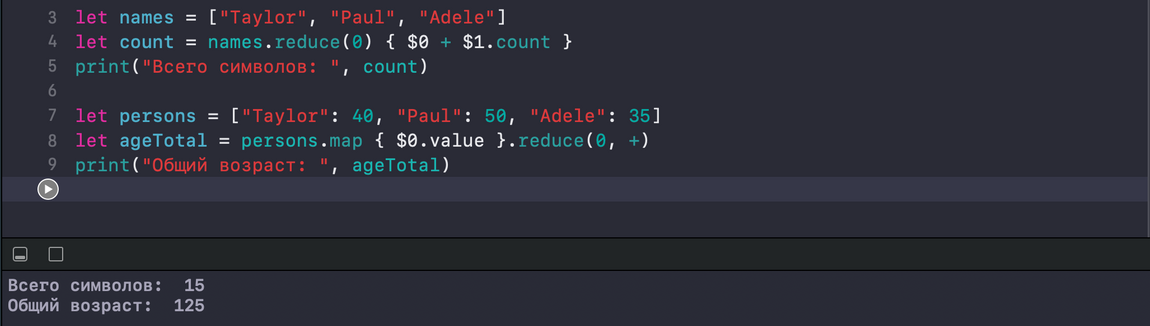 3 let names = ["Taylor", "Paul", "Adele"]
4 let count = names.reduce(0) { $0 + $1.count }
5 print("Всего символов: ", count)
6
7 let persons = ["Taylor": 40, "Paul": 50, "Adele": 35]
8 let ageTotal = persons.map { $0.value }.reduce(0, +)
9 print("Общий возраст: ", ageTotal)
Всего символов:  15
Общий возраст:  125